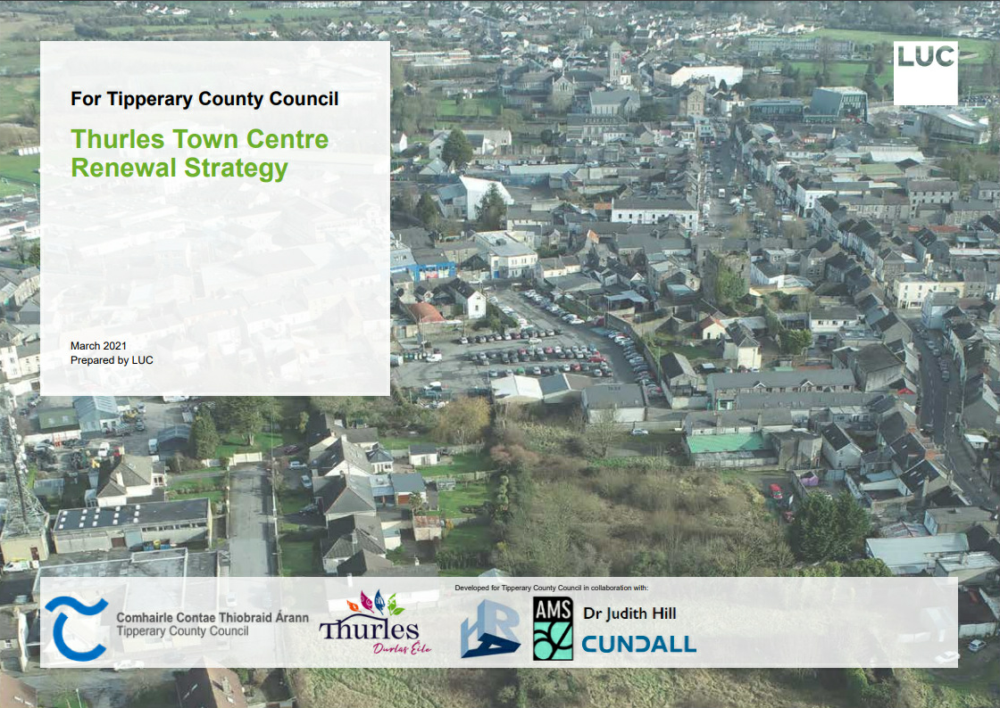 For Tipperary County Council
Thurles Town Centre
Renewal Strategy
March 2021
Prepared by LUC
LUC
Developed for Tipperary County Council in collaboration with:
Comhairle Contae Thiobraid Árann
Tipperary County Council
Thurles
Durlas Éile
HRA
AMS
Dr Judith Hill
CUNDALL